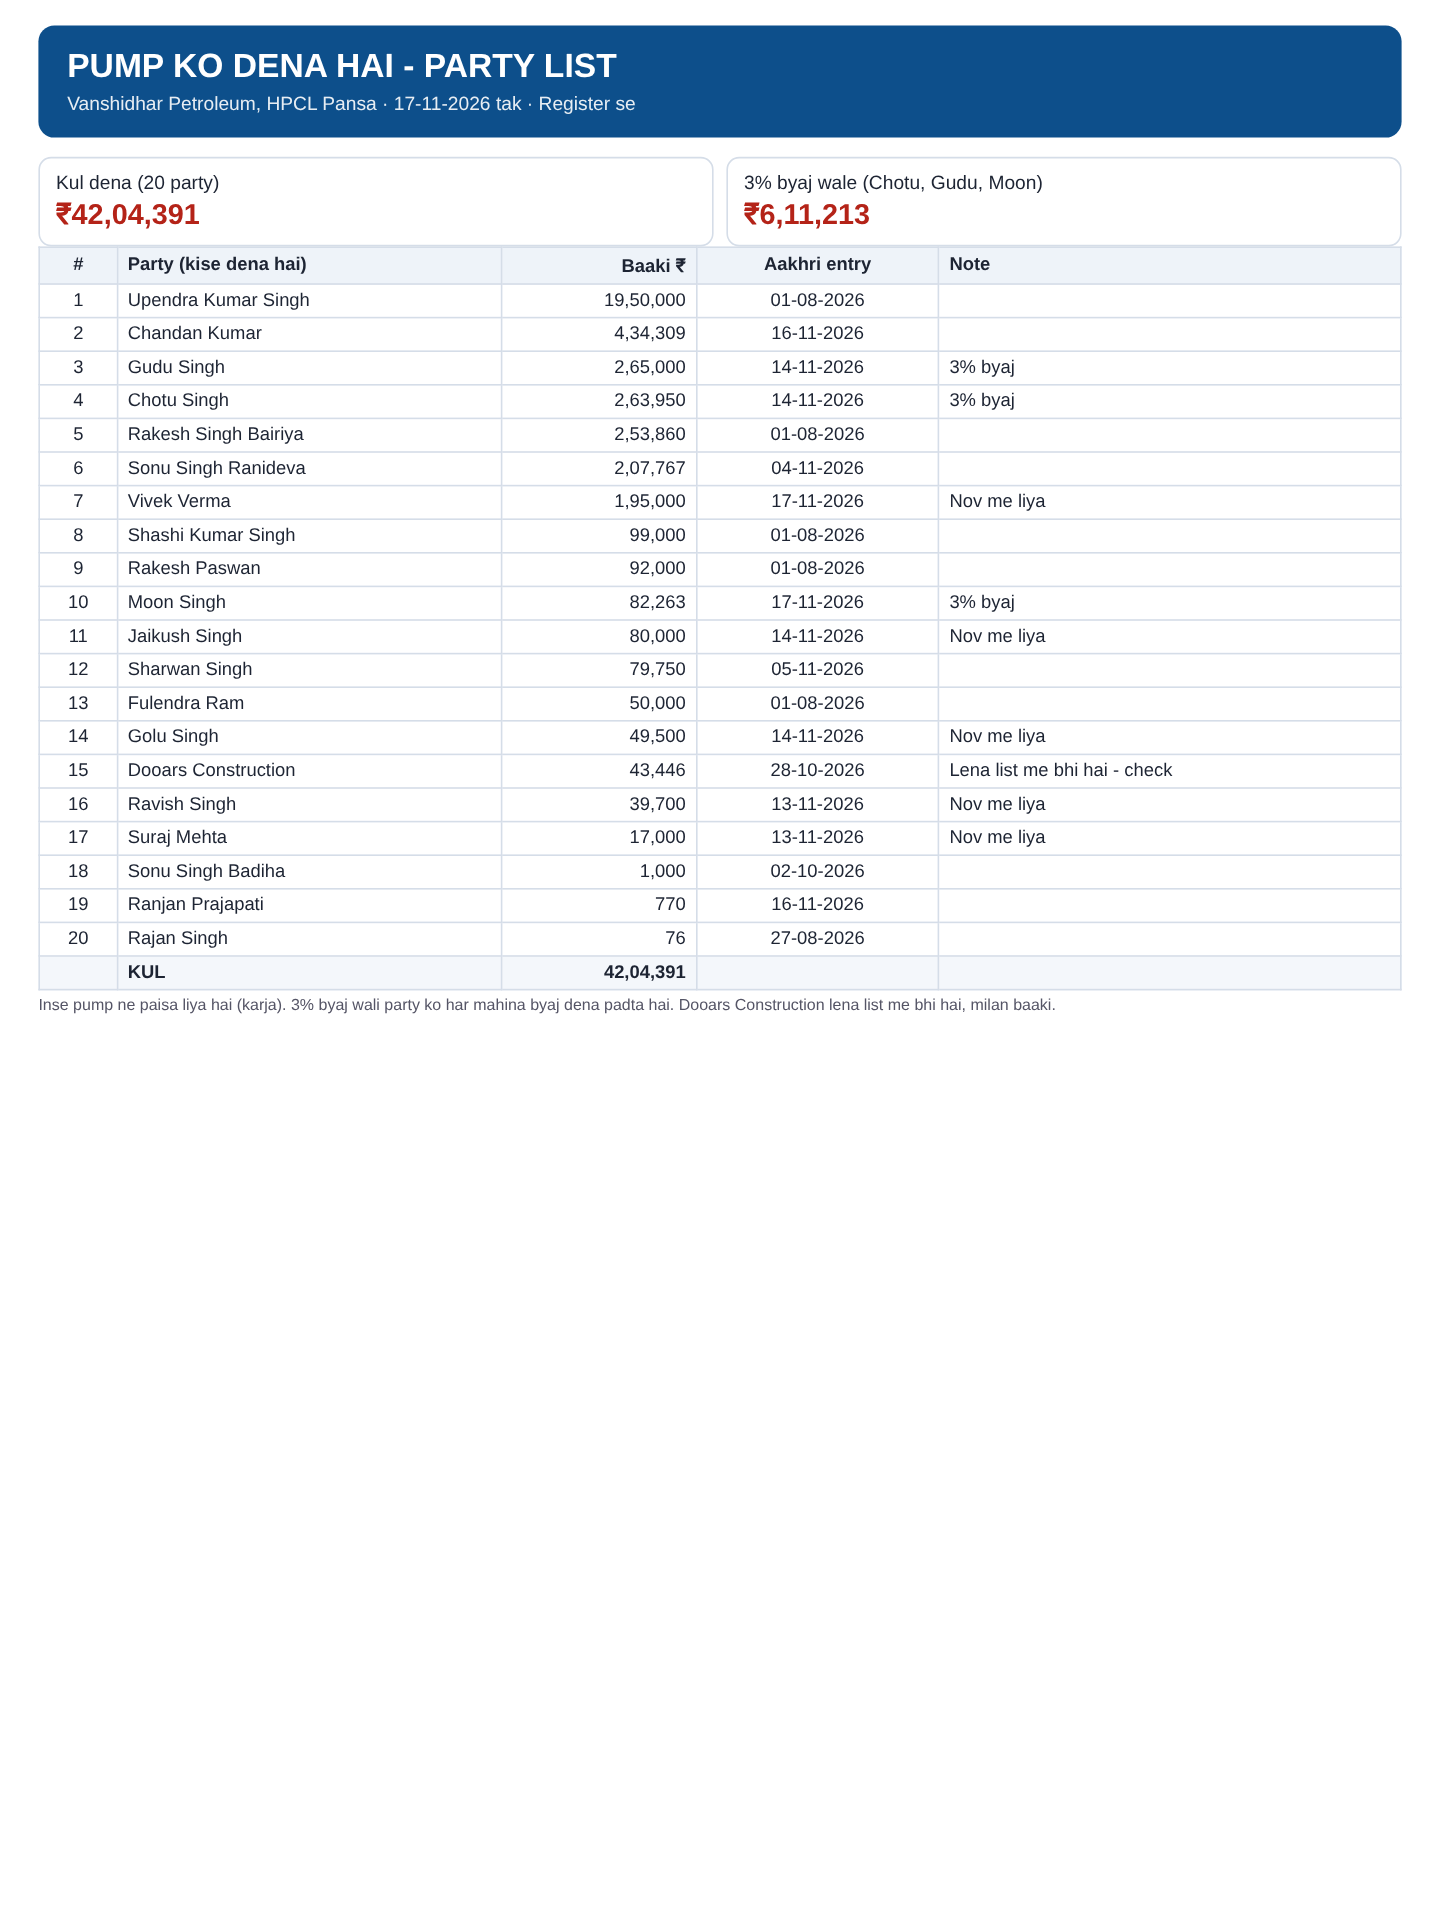 PUMP KO DENA HAI - PARTY LIST
Vanshidhar Petroleum, HPCL Pansa · 17-11-2026 tak · Register se
Kul dena (20 party)
₹42,04,391
3% byaj wale (Chotu, Gudu, Moon)
₹6,11,213
# Party (kise dena hai) Baaki ₹ Aakhri entry Note
1 Upendra Kumar Singh 19,50,000 01-08-2026
2 Chandan Kumar 4,34,309 16-11-2026
3 Gudu Singh 2,65,000 14-11-2026 3% byaj
4 Chotu Singh 2,63,950 14-11-2026 3% byaj
5 Rakesh Singh Bairiya 2,53,860 01-08-2026
6 Sonu Singh Ranideva 2,07,767 04-11-2026
7 Vivek Verma 1,95,000 17-11-2026 Nov me liya
8 Shashi Kumar Singh 99,000 01-08-2026
9 Rakesh Paswan 92,000 01-08-2026
10 Moon Singh 82,263 17-11-2026 3% byaj
11 Jaikush Singh 80,000 14-11-2026 Nov me liya
12 Sharwan Singh 79,750 05-11-2026
13 Fulendra Ram 50,000 01-08-2026
14 Golu Singh 49,500 14-11-2026 Nov me liya
15 Dooars Construction 43,446 28-10-2026 Lena list me bhi hai - check
16 Ravish Singh 39,700 13-11-2026 Nov me liya
17 Suraj Mehta 17,000 13-11-2026 Nov me liya
18 Sonu Singh Badiha 1,000 02-10-2026
19 Ranjan Prajapati 770 16-11-2026
20 Rajan Singh 76 27-08-2026
KUL 42,04,391
Inse pump ne paisa liya hai (karja). 3% byaj wali party ko har mahina byaj dena padta hai. Dooars Construction lena list me bhi hai, milan baaki.